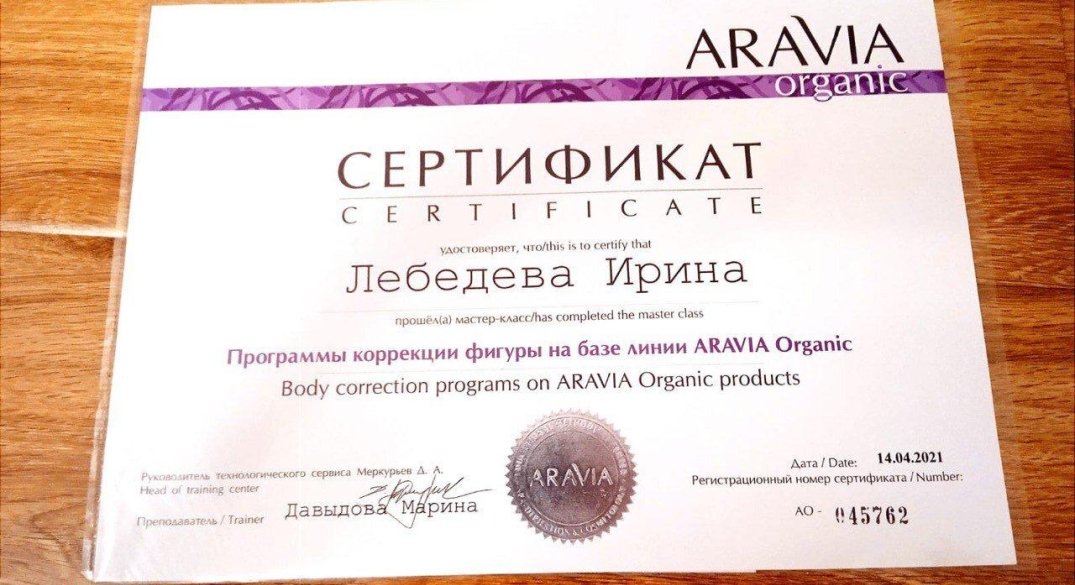 ARAVIA
organic
СЕРТИФИКАТ
CERTIFICATE
удостоверяет, что/this is to certify that
Лебедева Ирина
прошёл(а) мастер-класс/has completed the master class
Программы коррекции фигуры на базе линии ARAVIA Organic
Body correction programs on ARAVIA Organic products
Руководитель технологического сервиса Меркурьев Д. А.
Head of training center
Преподаватель / Trainer Давыдова Марина
ARAVIA
Дата / Date: 14.04.2021
Регистрационный номер сертификата / Number:
АО - 045762